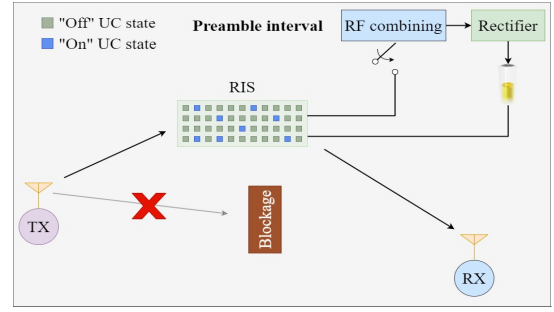 "Off" UC state
"On" UC state
Preamble interval
RF combining
Rectifier
RIS
TX
Blockage
RX